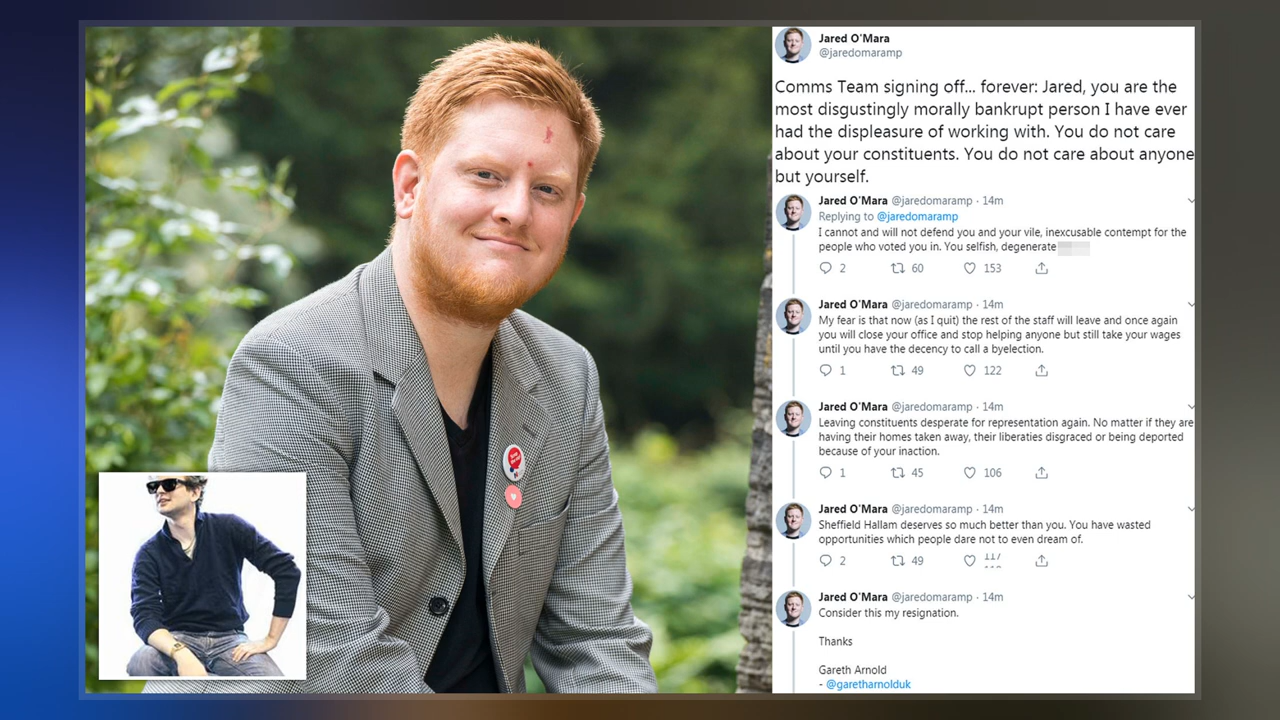 Jared O'Mara
@jaredomaramp
Comms Team signing off... forever: Jared, you are the
most disgustingly morally bankrupt person I have ever
had the displeasure of working with. You do not care
about your constituents. You do not care about anyone
but yourself.
Jared O'Mara @jaredomaramp · 14m
Replying to @jaredomaramp
I cannot and will not defend you and your vile, inexcusable contempt for the
people who voted you in. You selfish, degenerate
2 60 153
Jared O'Mara @jaredomaramp · 14m
My fear is that now (as I quit) the rest of the staff will leave and once again
you will close your office and stop helping anyone but still take your wages
until you have the decency to call a byelection.
1 49 122
Jared O'Mara @jaredomaramp · 14m
Leaving constituents desperate for representation again. No matter if they are
having their homes taken away, their liberaties disgraced or being deported
because of your inaction.
1 45 106
Jared O'Mara @jaredomaramp · 14m
Sheffield Hallam deserves so much better than you. You have wasted
opportunities which people dare not to even dream of.
2 49
Jared O'Mara @jaredomaramp · 14m
Consider this my resignation.
Thanks
Gareth Arnold
- @garetharnolduk